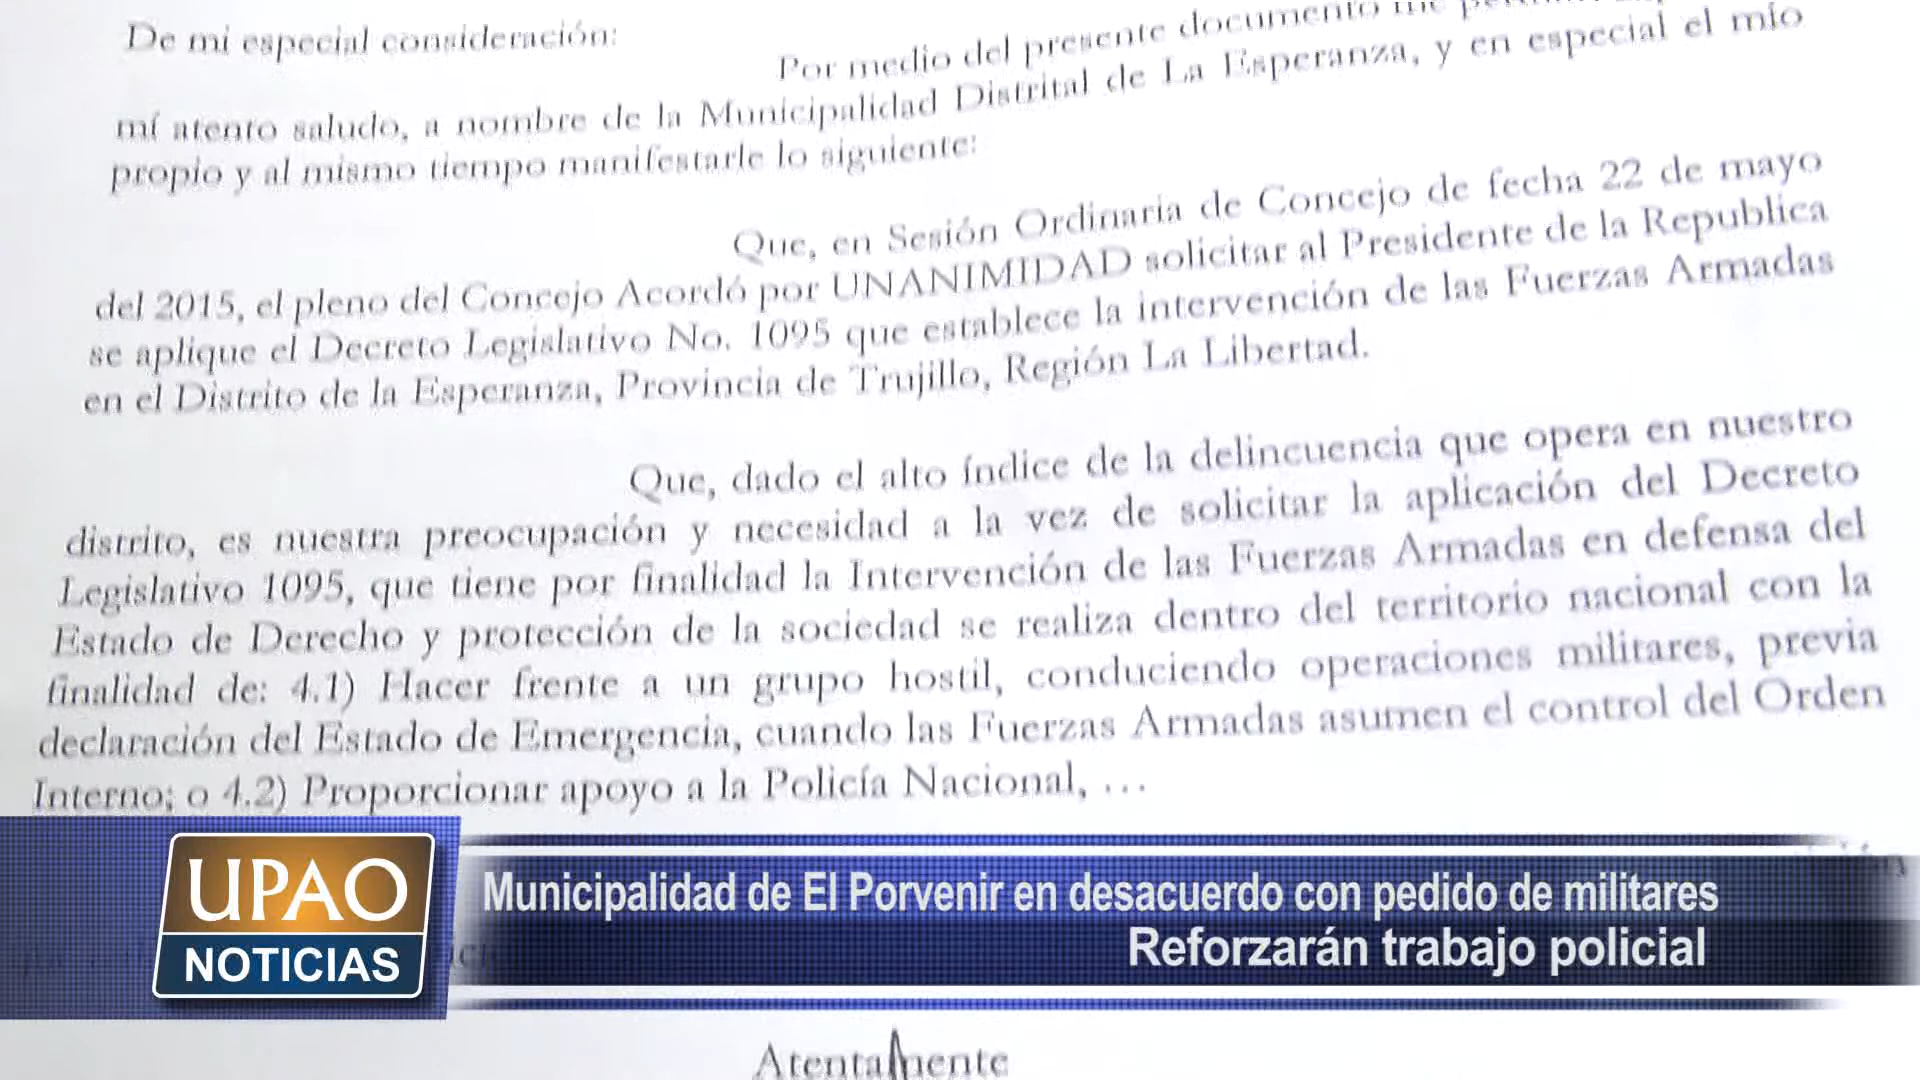 De mi especial consideración:
Por medio del presente documento me
mí atento saludo, a nombre de la Municipalidad Distrital de La Esperanza, y en especial el mío
propio y al mismo tiempo manifestarle lo siguiente:
Que, en Sesión Ordinaria de Concejo de fecha 22 de mayo
del 2015, el pleno del Concejo Acordó por UNANIMIDAD solicitar al Presidente de la Republica
se aplique el Decreto Legislativo No. 1095 que establece la intervención de las Fuerzas Armadas
en el Distrito de la Esperanza, Provincia de Trujillo, Región La Libertad.
Que, dado el alto índice de la delincuencia que opera en nuestro
distrito, es nuestra preocupación y necesidad a la vez de solicitar la aplicación del Decreto
Legislativo 1095, que tiene por finalidad la Intervención de las Fuerzas Armadas en defensa del
Estado de Derecho y protección de la sociedad se realiza dentro del territorio nacional con la
finalidad de: 4.1) Hacer frente a un grupo hostil, conduciendo operaciones militares, previa
declaración del Estado de Emergencia, cuando las Fuerzas Armadas asumen el control del Orden
Interno; o 4.2) Proporcionar apoyo a la Policía Nacional, ...
UPAO
NOTICIAS
Municipalidad de El Porvenir en desacuerdo con pedido de militares
Reforzarán trabajo policial
Atentamente